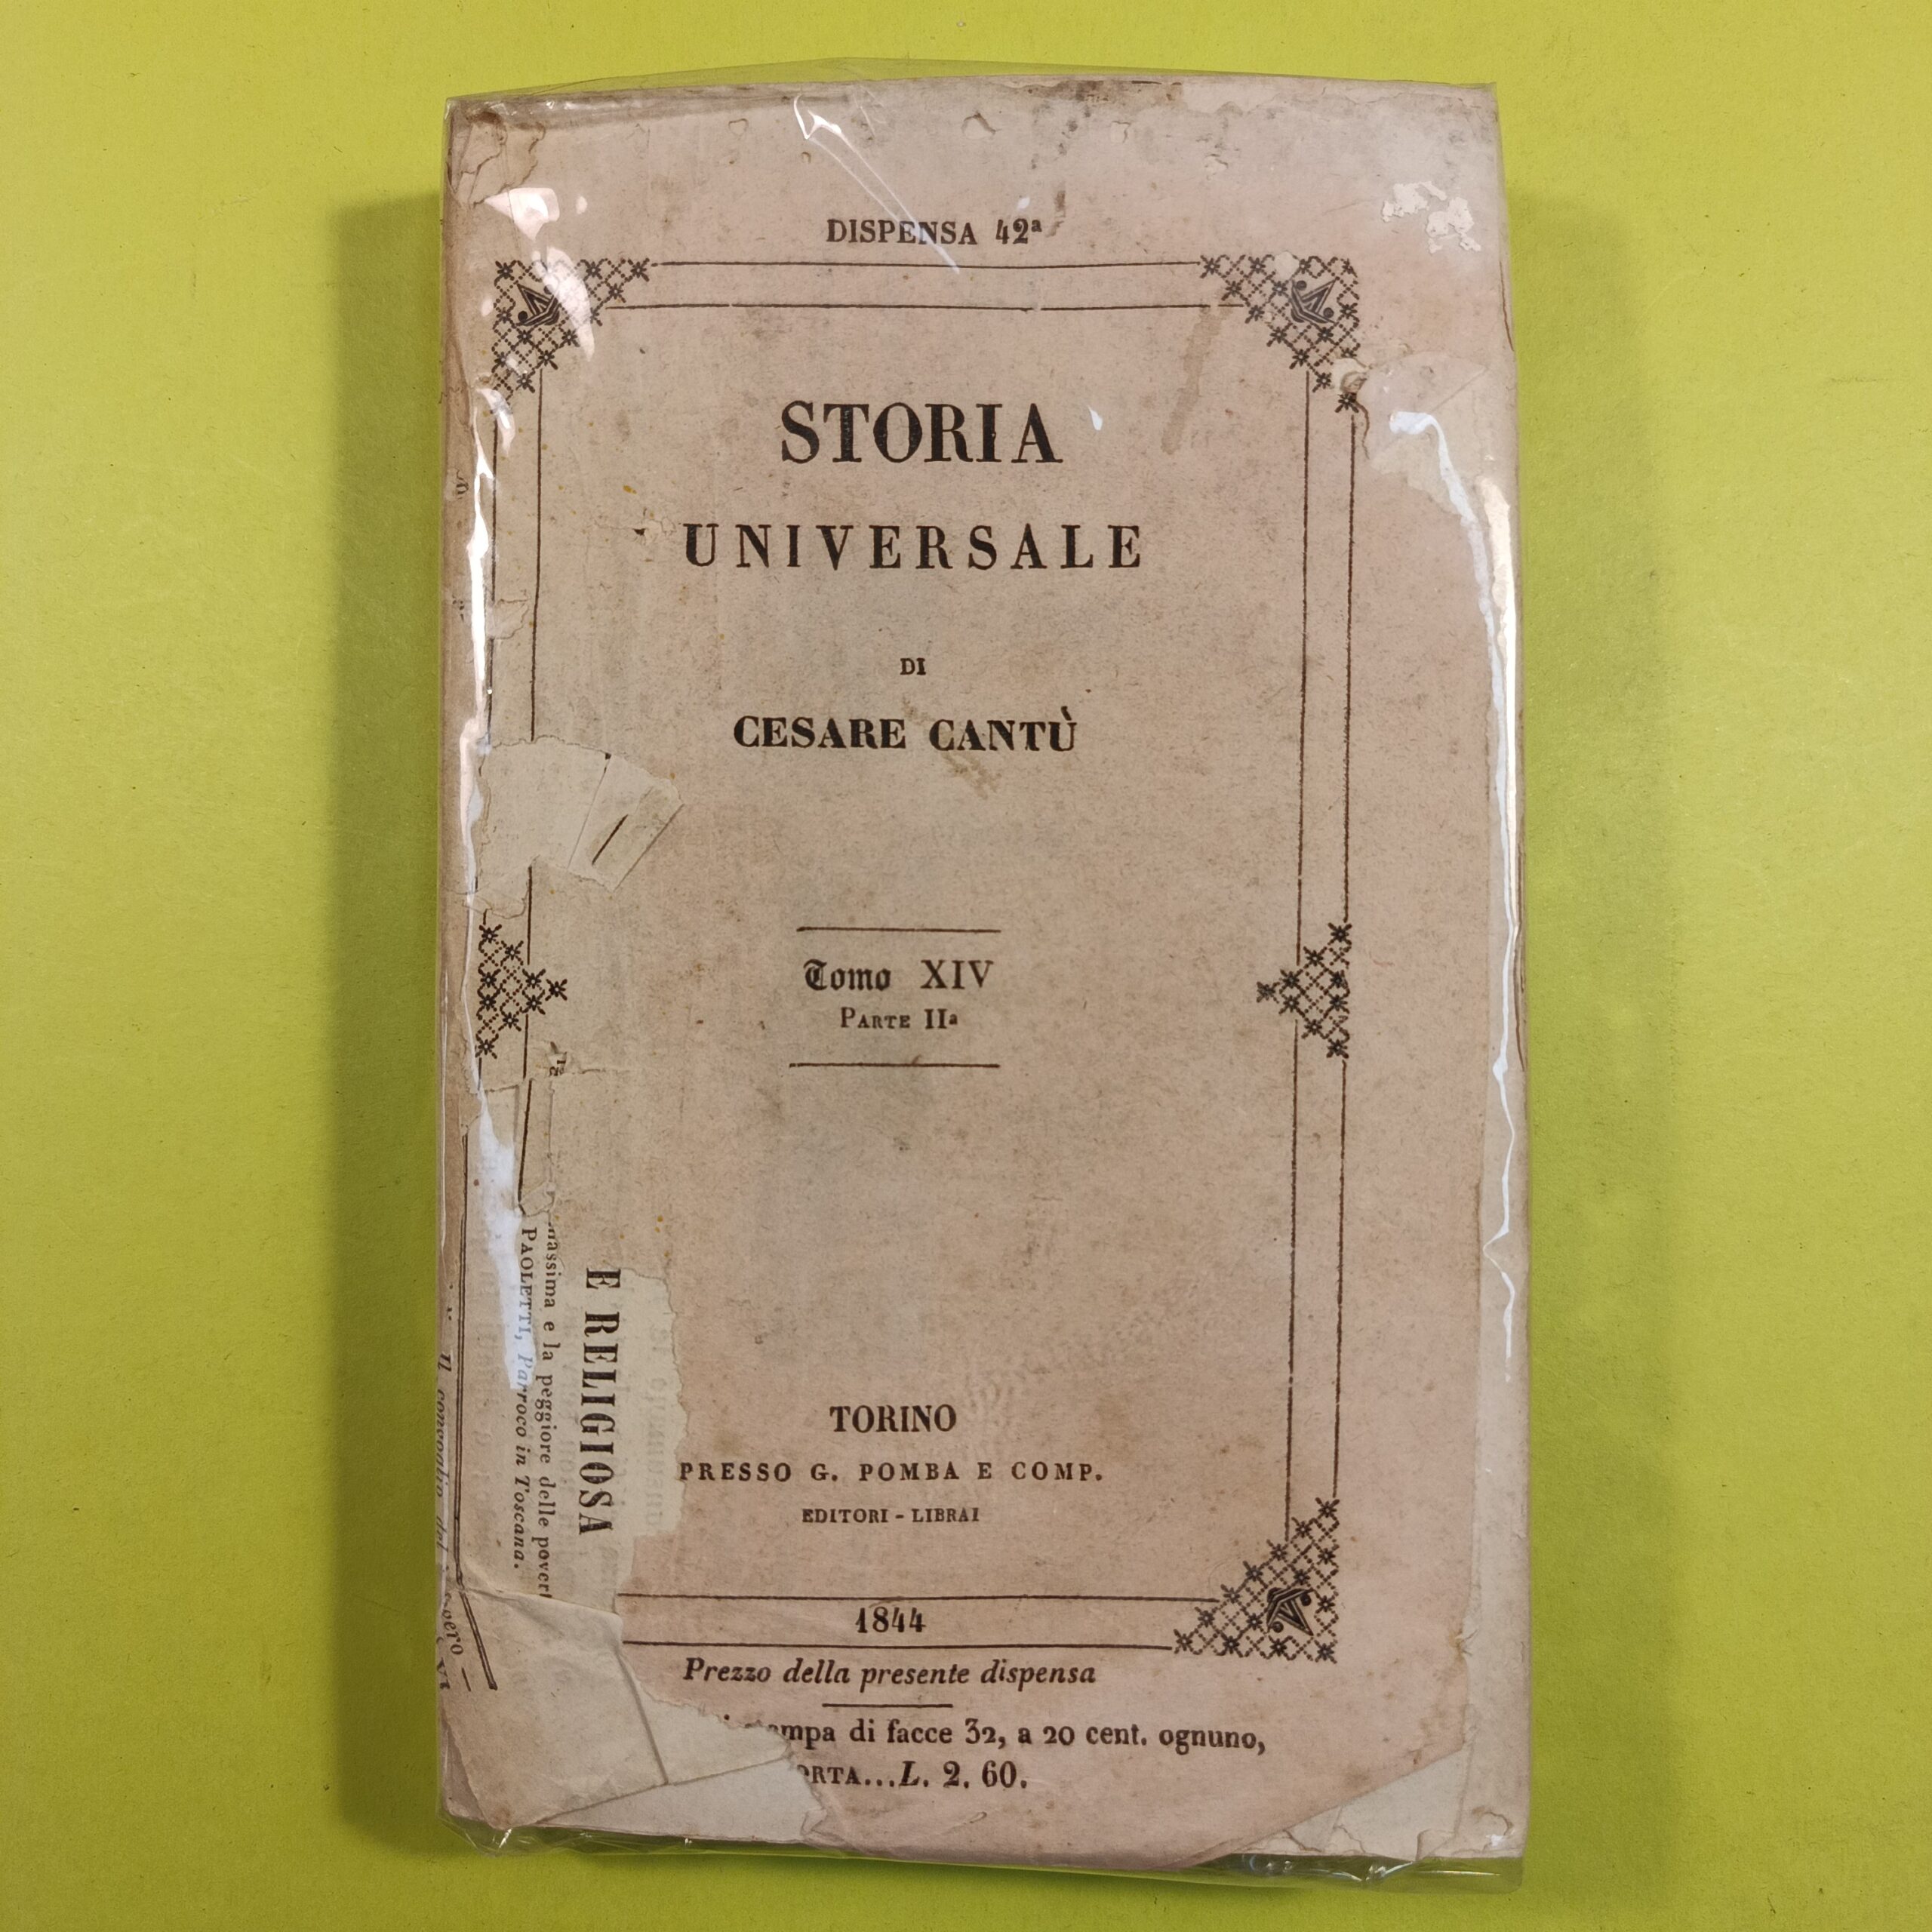 DISPENSA 42ª
STORIA
UNIVERSALE
DI
CESARE CANTÙ
Tomo XIV
PARTE IIª
TORINO
PRESSO G. POMBA E COMP.
EDITORI - LIBRAI
1844
Prezzo della presente dispensa
di facce 32, a 20 cent. ognuno,
L. 2. 60.
E RELIGIOSA
massima e la peggiore delle
PAOLETTI, Parroco in Toscana.
Il